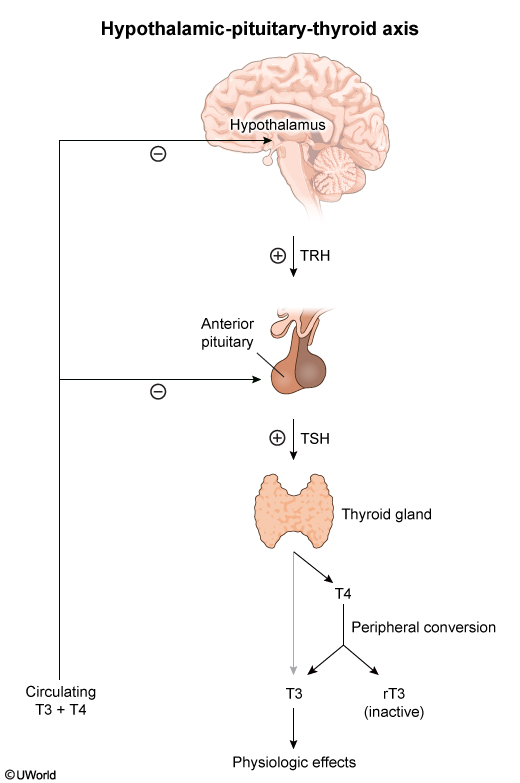 Hypothalamic-pituitary-thyroid axis
Hypothalamus
−
+ TRH
Anterior
pituitary
−
+ TSH
Thyroid gland
T4
Peripheral conversion
Circulating
T3 + T4
T3
rT3
(inactive)
Physiologic effects
©UWorld